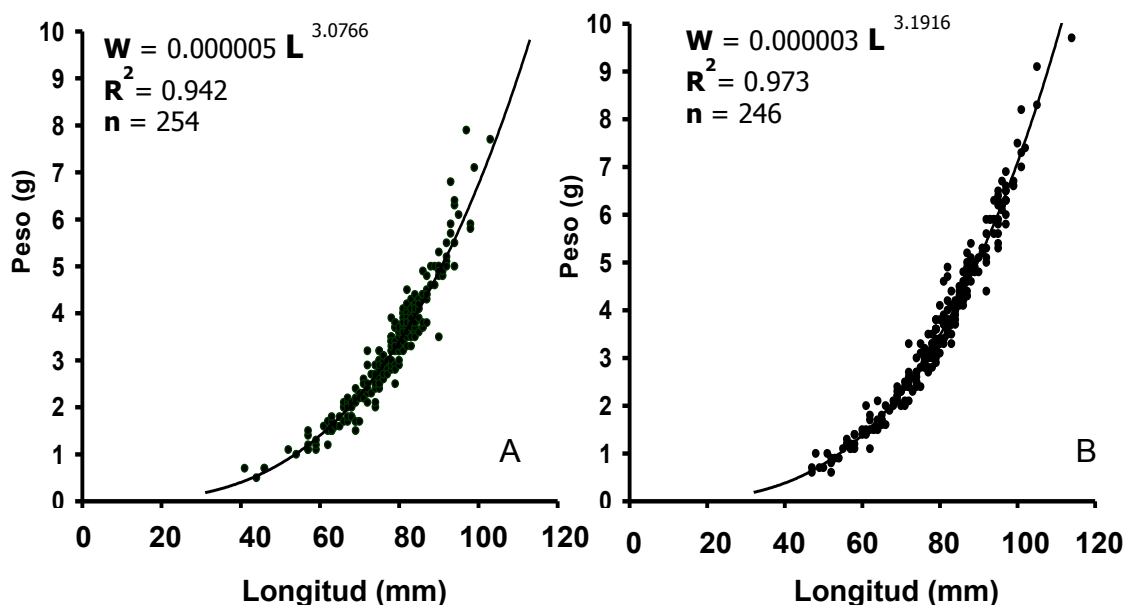 W = 0.000005 L 3.0766
R2 = 0.942
n = 254
Peso (g)
10
9
8
7
6
5
4
3
2
1
0
0 20 40 60 80 100 120
Longitud (mm)
A
W = 0.000003 L 3.1916
R2 = 0.973
n = 246
Peso (g)
10
9
8
7
6
5
4
3
2
1
0
0 20 40 60 80 100 120
Longitud (mm)
B